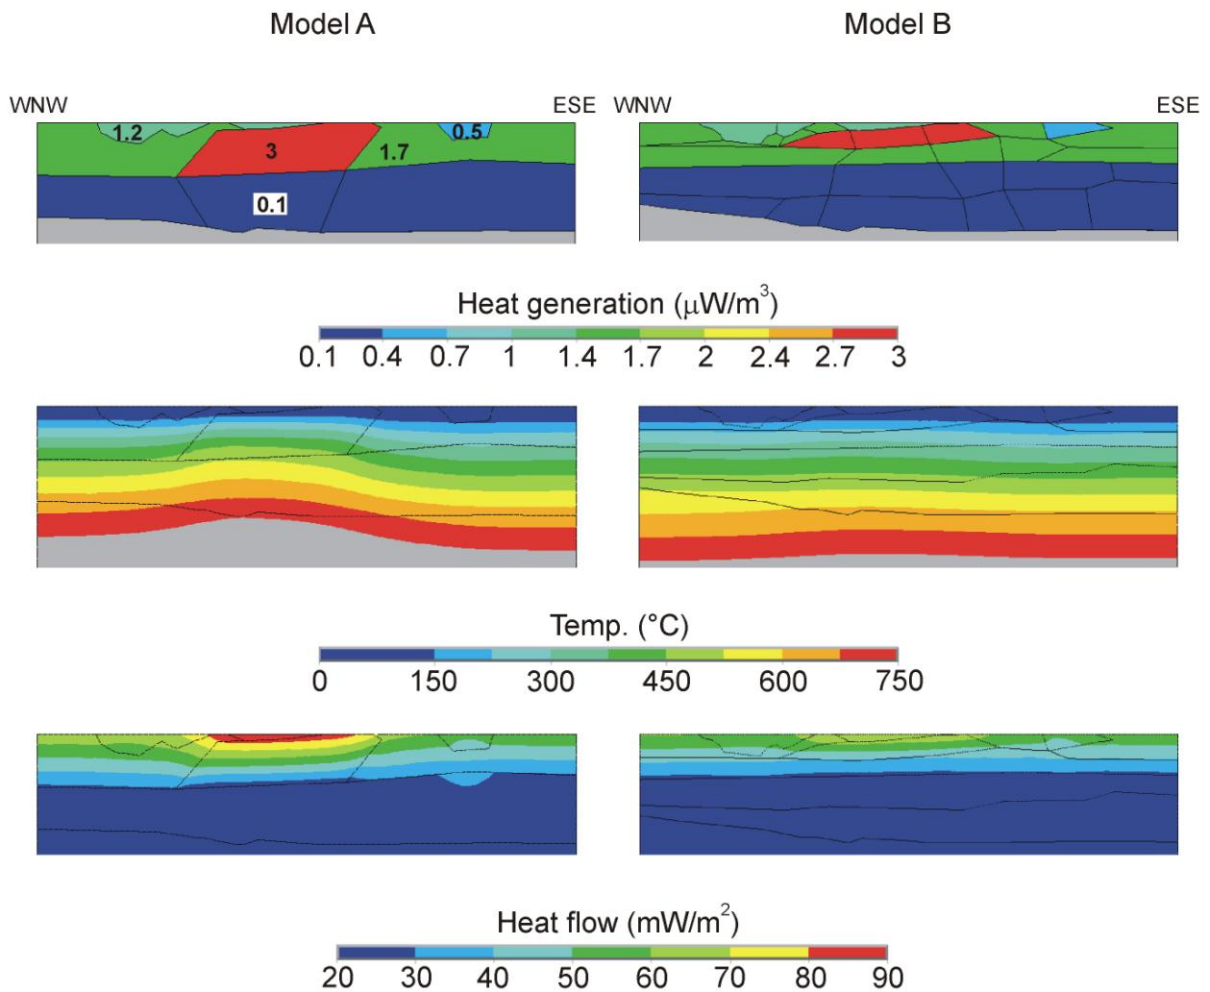 Model A Model B
WNW ESE WNW ESE
1.2 0.5
3 1.7
0.1
Heat generation (μW/m³)
0.1 0.4 0.7 1 1.4 1.7 2 2.4 2.7 3
Temp. (°C)
0 150 300 450 600 750
Heat flow (mW/m²)
20 30 40 50 60 70 80 90